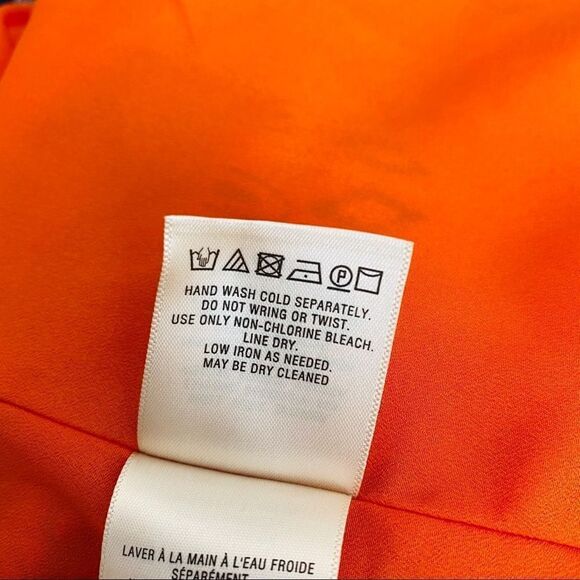 P
HAND WASH COLD SEPARATELY.
DO NOT WRING OR TWIST.
USE ONLY NON-CHLORINE BLEACH.
LINE DRY.
LOW IRON AS NEEDED.
MAY BE DRY CLEANED
LAVER À LA MAIN À L'EAU FROIDE
SÉPARÉMENT